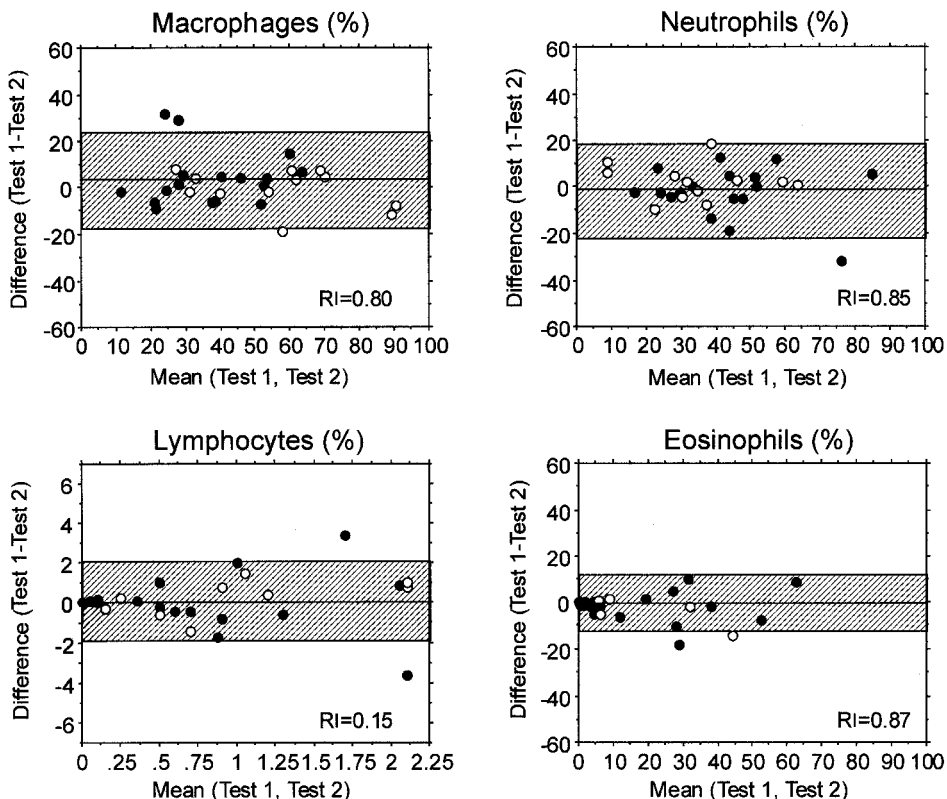 Macrophages (%)
Difference (Test 1-Test 2)
60
40
20
0
-20
-40
-60
RI=0.80
0 10 20 30 40 50 60 70 80 90 100
Mean (Test 1, Test 2)
Neutrophils (%)
Difference (Test 1-Test 2)
60
40
20
0
-20
-40
-60
RI=0.85
0 10 20 30 40 50 60 70 80 90 100
Mean (Test 1, Test 2)
Lymphocytes (%)
Difference (Test 1-Test 2)
6
4
2
0
-2
-4
-6
RI=0.15
0 .25 .5 .75 1 1.25 1.5 1.75 2 2.25
Mean (Test 1, Test 2)
Eosinophils (%)
Difference (Test 1-Test 2)
60
40
20
0
-20
-40
-60
RI=0.87
0 10 20 30 40 50 60 70 80 90 100
Mean (Test 1, Test 2)